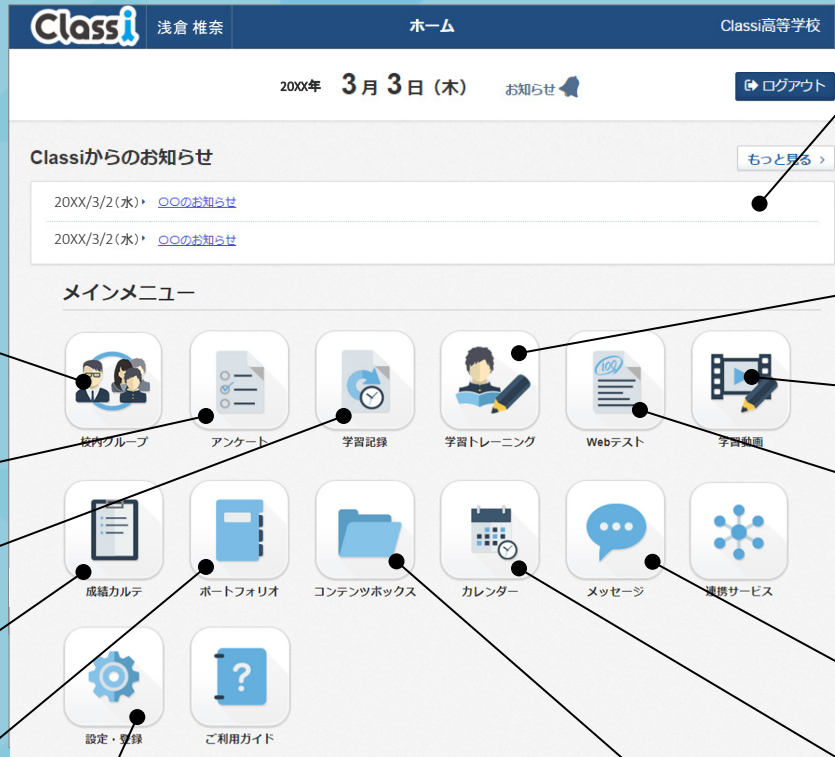 Classi 浅倉 椎奈 ホーム Classi高等学校
20XX年 3月3日（木） お知らせ ログアウト
Classiからのお知らせ もっと見る
20XX/3/2(水) 〇〇のお知らせ
20XX/3/2(水) 〇〇のお知らせ
メインメニュー
100
校内グループ アンケート 学習記録 学習トレーニング Webテスト 学習動画
成績カルテ ポートフォリオ コンテンツボックス カレンダー メッセージ 連携サービス
?
設定・登録 ご利用ガイド